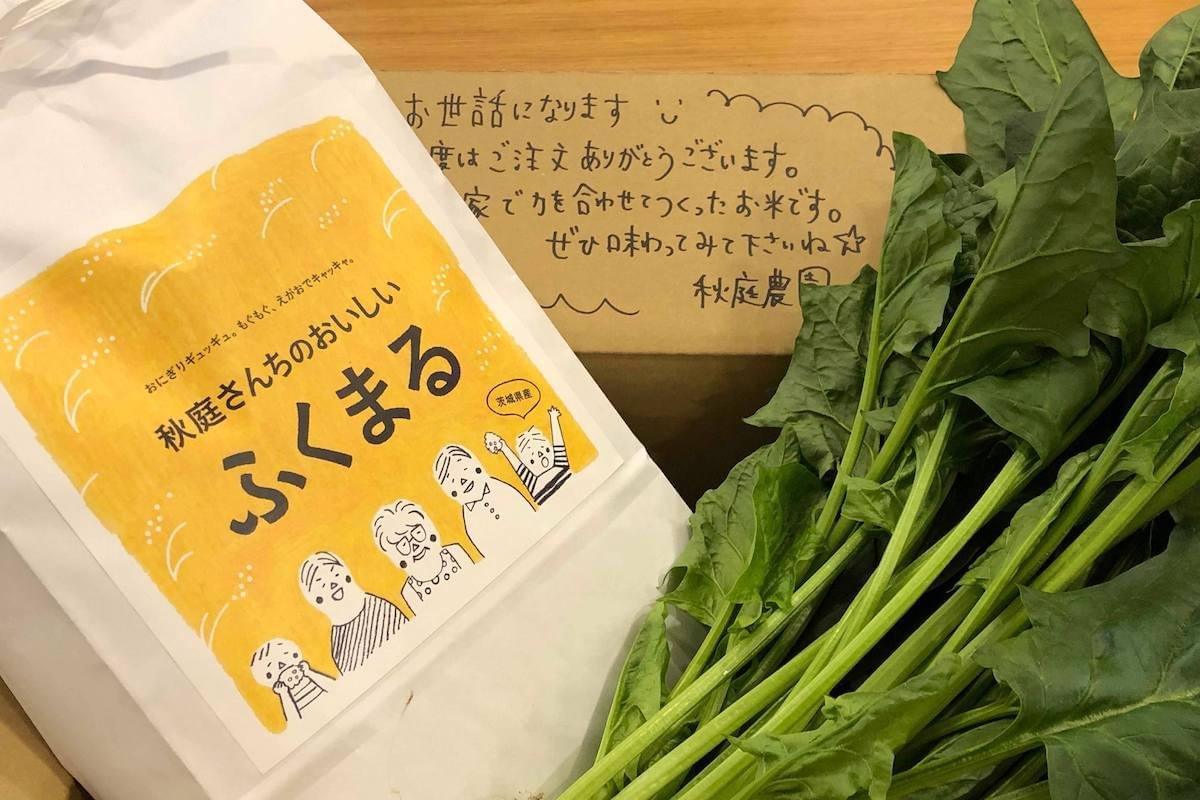 おにぎりギュッギュ。もぐもぐ、えがおでキャッキャ。
秋庭さんちのおいしい
ふくまる
茨城県産
お世話になります
度はご注文ありがとうございます。
家で力を合わせてつくったお米です。
ぜひ味わってみて下さいね☆
秋庭農園